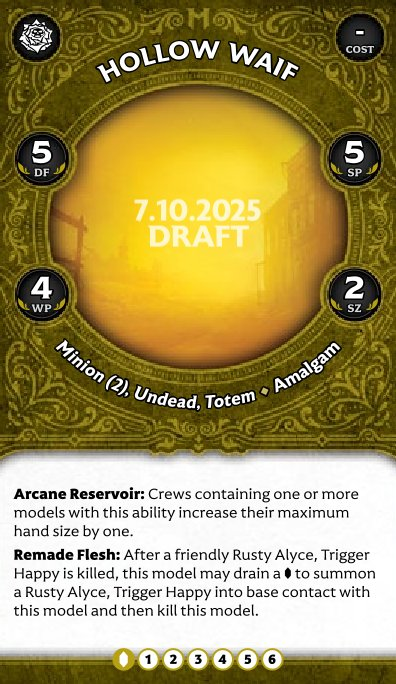 HOLLOW WAIF
-
COST
5
DF
5
SP
7.10.2025
DRAFT
4
WP
2
SZ
Minion (2), Undead, Totem ♦ Amalgam
Arcane Reservoir: Crews containing one or more
models with this ability increase their maximum
hand size by one.
Remade Flesh: After a friendly Rusty Alyce, Trigger
Happy is killed, this model may drain a ⬮ to summon
a Rusty Alyce, Trigger Happy into base contact with
this model and then kill this model.
1 2 3 4 5 6